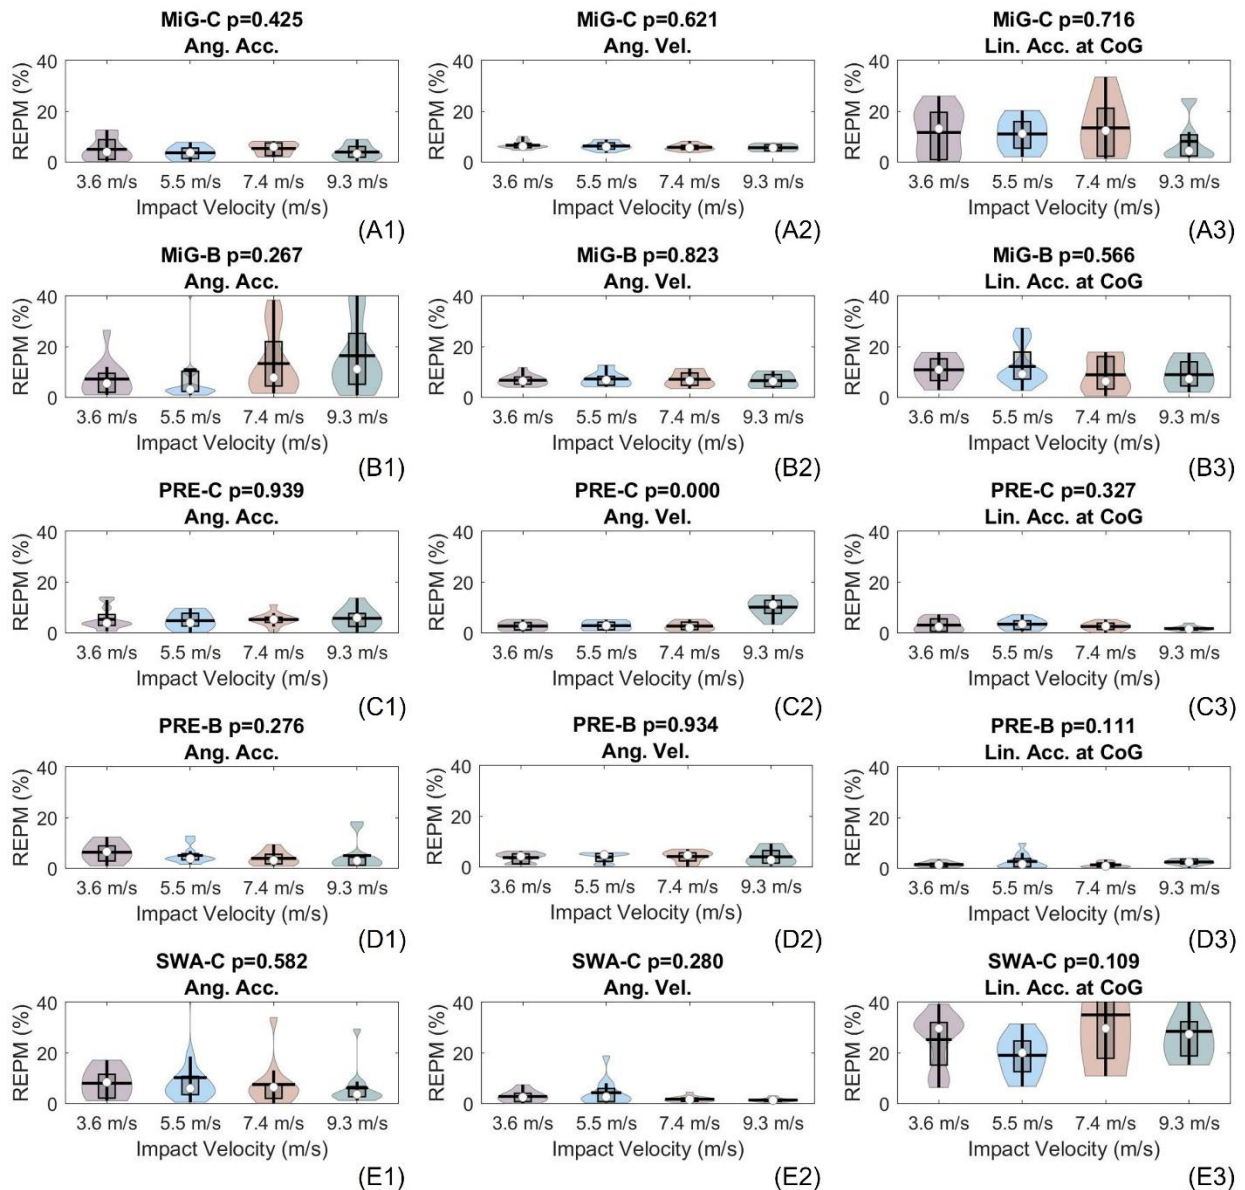 MiG-C p=0.425
Ang. Acc.
REPM (%)
40
20
0
3.6 m/s 5.5 m/s 7.4 m/s 9.3 m/s
Impact Velocity (m/s)
(A1)
MiG-C p=0.621
Ang. Vel.
REPM (%)
40
20
0
3.6 m/s 5.5 m/s 7.4 m/s 9.3 m/s
Impact Velocity (m/s)
(A2)
MiG-C p=0.716
Lin. Acc. at CoG
REPM (%)
40
20
0
3.6 m/s 5.5 m/s 7.4 m/s 9.3 m/s
Impact Velocity (m/s)
(A3)
MiG-B p=0.267
Ang. Acc.
REPM (%)
40
20
0
3.6 m/s 5.5 m/s 7.4 m/s 9.3 m/s
Impact Velocity (m/s)
(B1)
MiG-B p=0.823
Ang. Vel.
REPM (%)
40
20
0
3.6 m/s 5.5 m/s 7.4 m/s 9.3 m/s
Impact Velocity (m/s)
(B2)
MiG-B p=0.566
Lin. Acc. at CoG
REPM (%)
40
20
0
3.6 m/s 5.5 m/s 7.4 m/s 9.3 m/s
Impact Velocity (m/s)
(B3)
PRE-C p=0.939
Ang. Acc.
REPM (%)
40
20
0
3.6 m/s 5.5 m/s 7.4 m/s 9.3 m/s
Impact Velocity (m/s)
(C1)
PRE-C p=0.000
Ang. Vel.
REPM (%)
40
20
0
3.6 m/s 5.5 m/s 7.4 m/s 9.3 m/s
Impact Velocity (m/s)
(C2)
PRE-C p=0.327
Lin. Acc. at CoG
REPM (%)
40
20
0
3.6 m/s 5.5 m/s 7.4 m/s 9.3 m/s
Impact Velocity (m/s)
(C3)
PRE-B p=0.276
Ang. Acc.
REPM (%)
40
20
0
3.6 m/s 5.5 m/s 7.4 m/s 9.3 m/s
Impact Velocity (m/s)
(D1)
PRE-B p=0.934
Ang. Vel.
REPM (%)
40
20
0
3.6 m/s 5.5 m/s 7.4 m/s 9.3 m/s
Impact Velocity (m/s)
(D2)
PRE-B p=0.111
Lin. Acc. at CoG
REPM (%)
40
20
0
3.6 m/s 5.5 m/s 7.4 m/s 9.3 m/s
Impact Velocity (m/s)
(D3)
SWA-C p=0.582
Ang. Acc.
REPM (%)
40
20
0
3.6 m/s 5.5 m/s 7.4 m/s 9.3 m/s
Impact Velocity (m/s)
(E1)
SWA-C p=0.280
Ang. Vel.
REPM (%)
40
20
0
3.6 m/s 5.5 m/s 7.4 m/s 9.3 m/s
Impact Velocity (m/s)
(E2)
SWA-C p=0.109
Lin. Acc. at CoG
REPM (%)
40
20
0
3.6 m/s 5.5 m/s 7.4 m/s 9.3 m/s
Impact Velocity (m/s)
(E3)